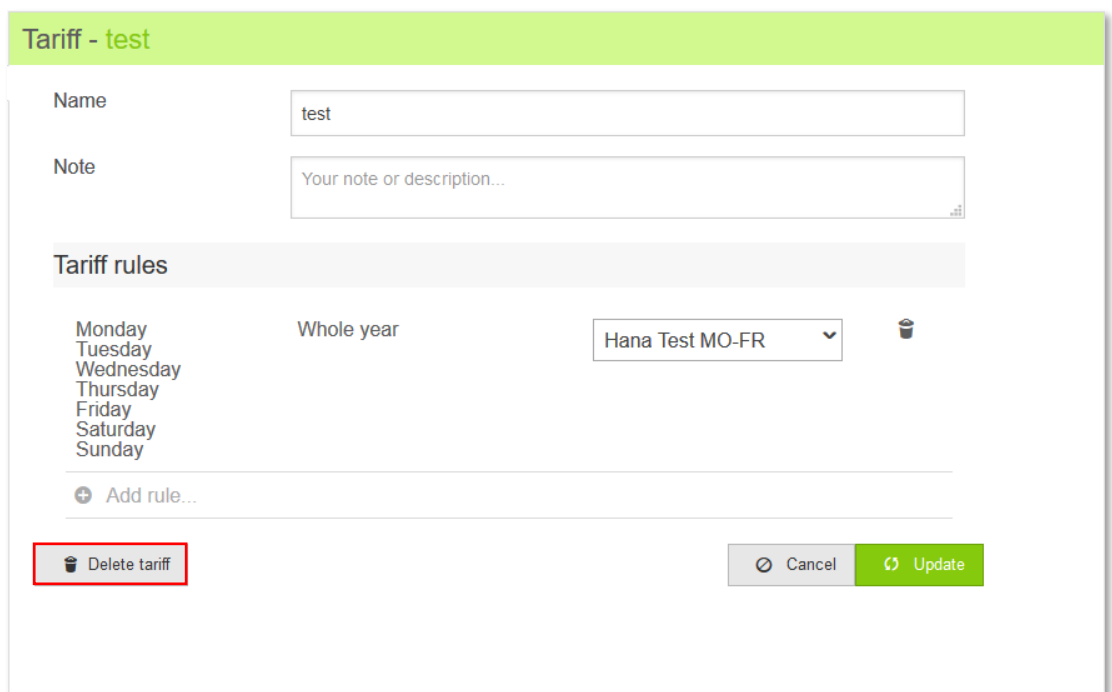 Tariff - test
Name
test
Note
Your note or description...
Tariff rules
Monday
Tuesday
Wednesday
Thursday
Friday
Saturday
Sunday
Whole year
Hana Test MO-FR
Add rule...
Delete tariff
Cancel
Update